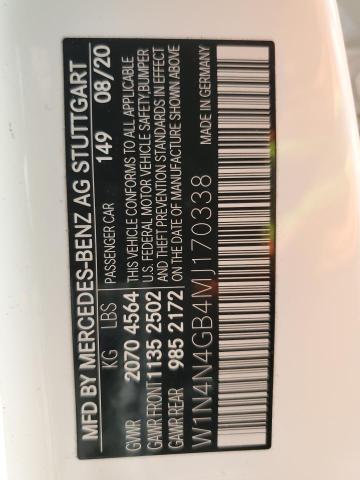 MFD BY MERCEDES-BENZ AG STUTTGART
KG LBS PASSENGER CAR 149 08/20
GVWR 2070 4564 THIS VEHICLE CONFORMS TO ALL APPLICABLE
U.S. FEDERAL MOTOR VEHICLE SAFETY, BUMPER
GAWR FRONT 1135 2502 AND THEFT PREVENTION STANDARDS IN EFFECT
GAWR REAR 985 2172 ON THE DATE OF MANUFACTURE SHOWN ABOVE
MADE IN GERMANY
W1N4N4GB4MJ170338